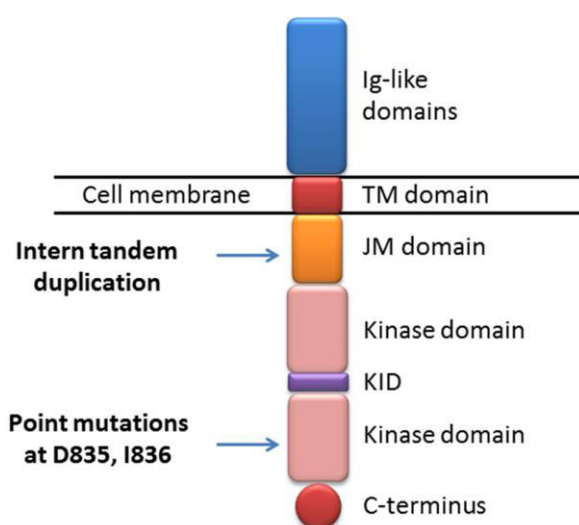 Ig-like
domains
Cell membrane
TM domain
Intern tandem
duplication
JM domain
Kinase domain
KID
Point mutations
at D835, I836
Kinase domain
C-terminus